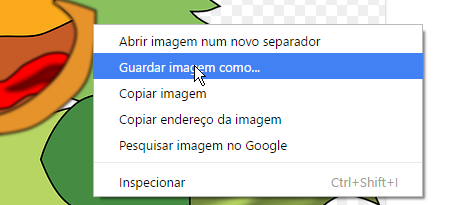 Abrir imagem num novo separador
Guardar imagem como...
Copiar imagem
Copiar endereço da imagem
Pesquisar imagem no Google
Inspecionar Ctrl+Shift+I